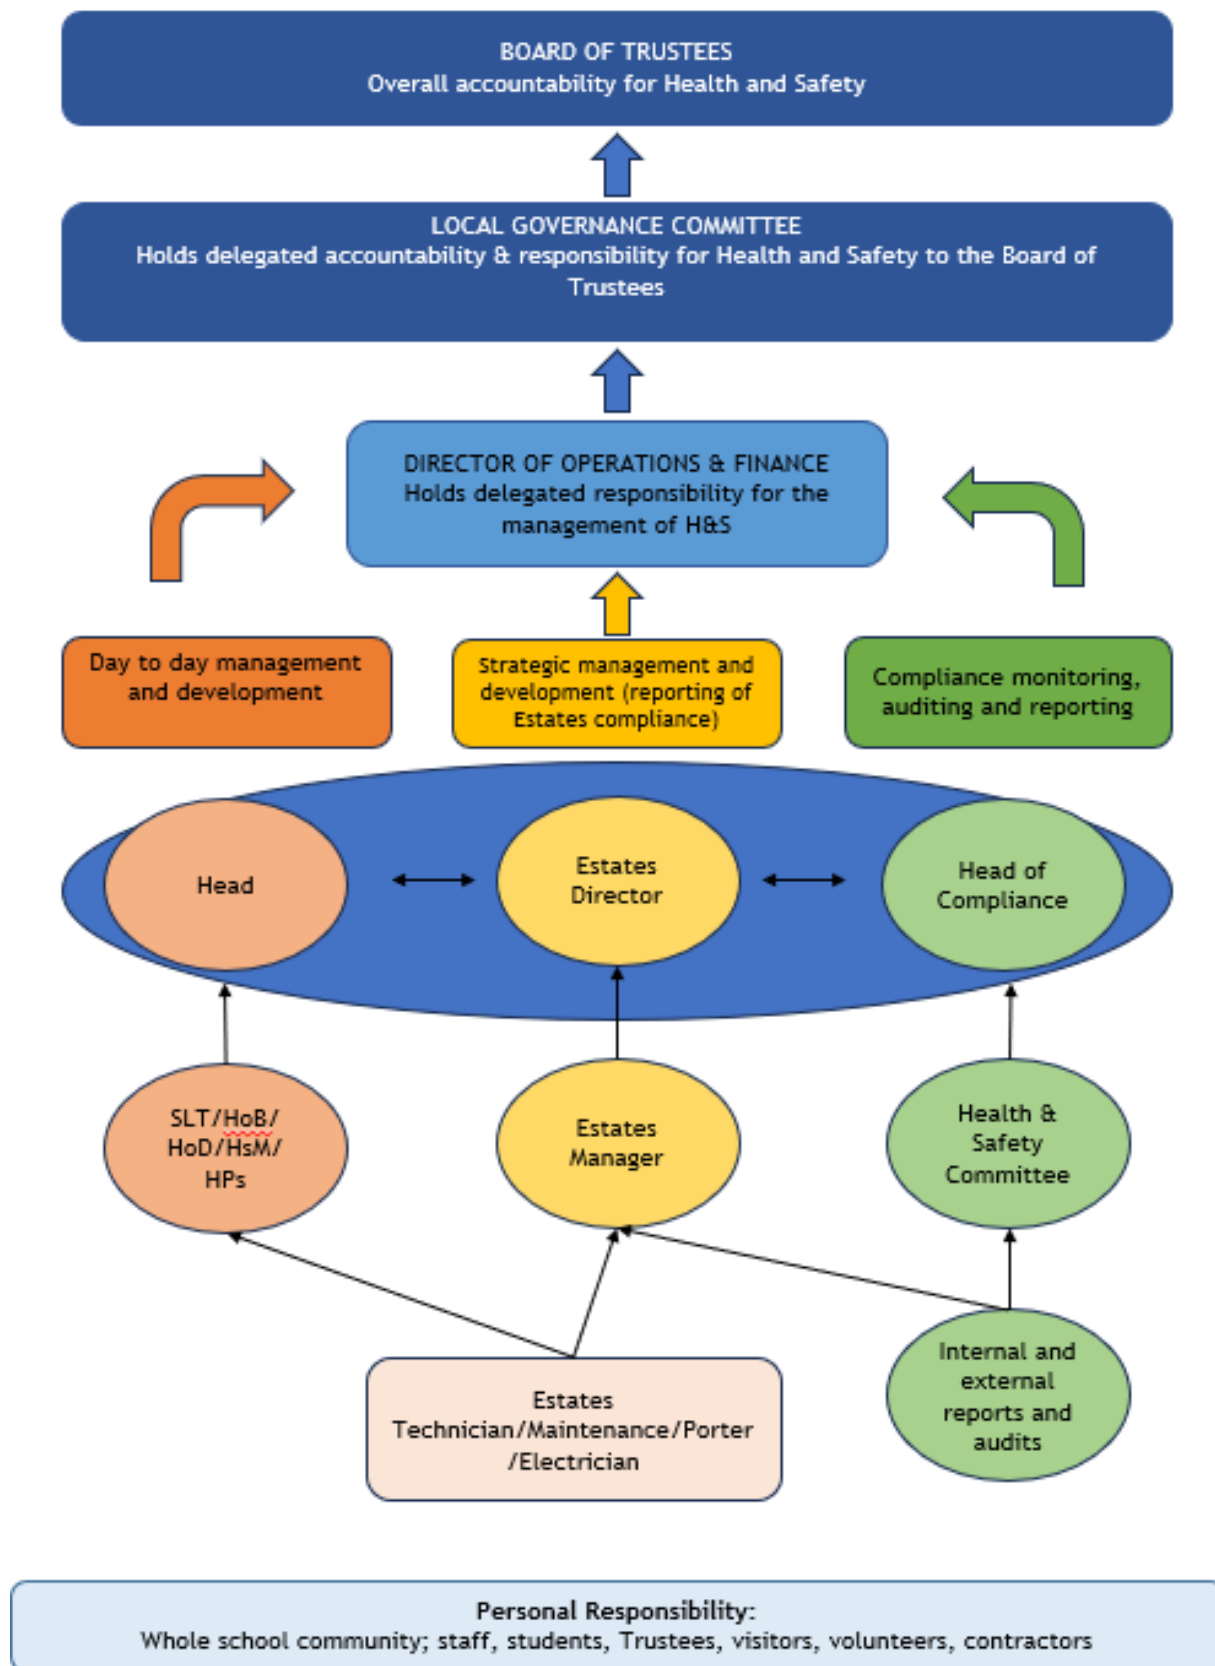 BOARD OF TRUSTEES
Overall accountability for Health and Safety
LOCAL GOVERNANCE COMMITTEE
Holds delegated accountability & responsibility for Health and Safety to the Board of
Trustees
DIRECTOR OF OPERATIONS & FINANCE
Holds delegated responsibility for the
management of H&S
Day to day management
and development
Strategic management and
development (reporting of
Estates compliance)
Compliance monitoring,
auditing and reporting
Head
Estates
Director
Head of
Compliance
SLT/HoB/
HoD/HsM/
HPs
Estates
Manager
Health &
Safety
Committee
Estates
Technician/Maintenance/Porter
/Electrician
Internal and
external
reports and
audits
Personal Responsibility:
Whole school community; staff, students, Trustees, visitors, volunteers, contractors